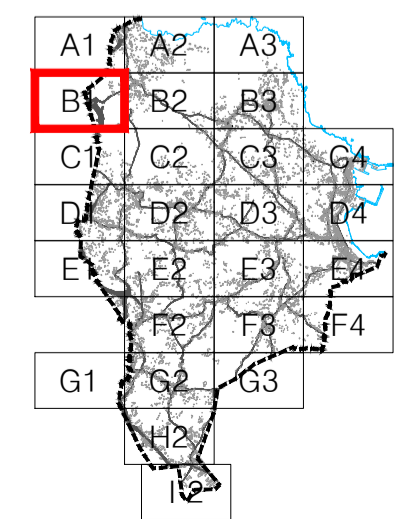 A1 A2 A3
B1 B2 B3
C1 C2 C3 C4
D1 D2 D3 D4
E1 E2 E3 E4
F2 F3 F4
G1 G2 G3
H2
I2